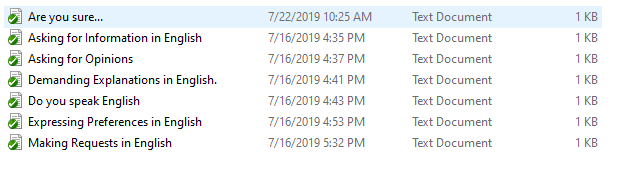 Are you sure... 7/22/2019 10:25 AM Text Document 1 KB
Asking for Information in English 7/16/2019 4:35 PM Text Document 1 KB
Asking for Opinions 7/16/2019 4:37 PM Text Document 1 KB
Demanding Explanations in English. 7/16/2019 4:41 PM Text Document 1 KB
Do you speak English 7/16/2019 4:43 PM Text Document 1 KB
Expressing Preferences in English 7/16/2019 4:53 PM Text Document 1 KB
Making Requests in English 7/16/2019 5:32 PM Text Document 1 KB